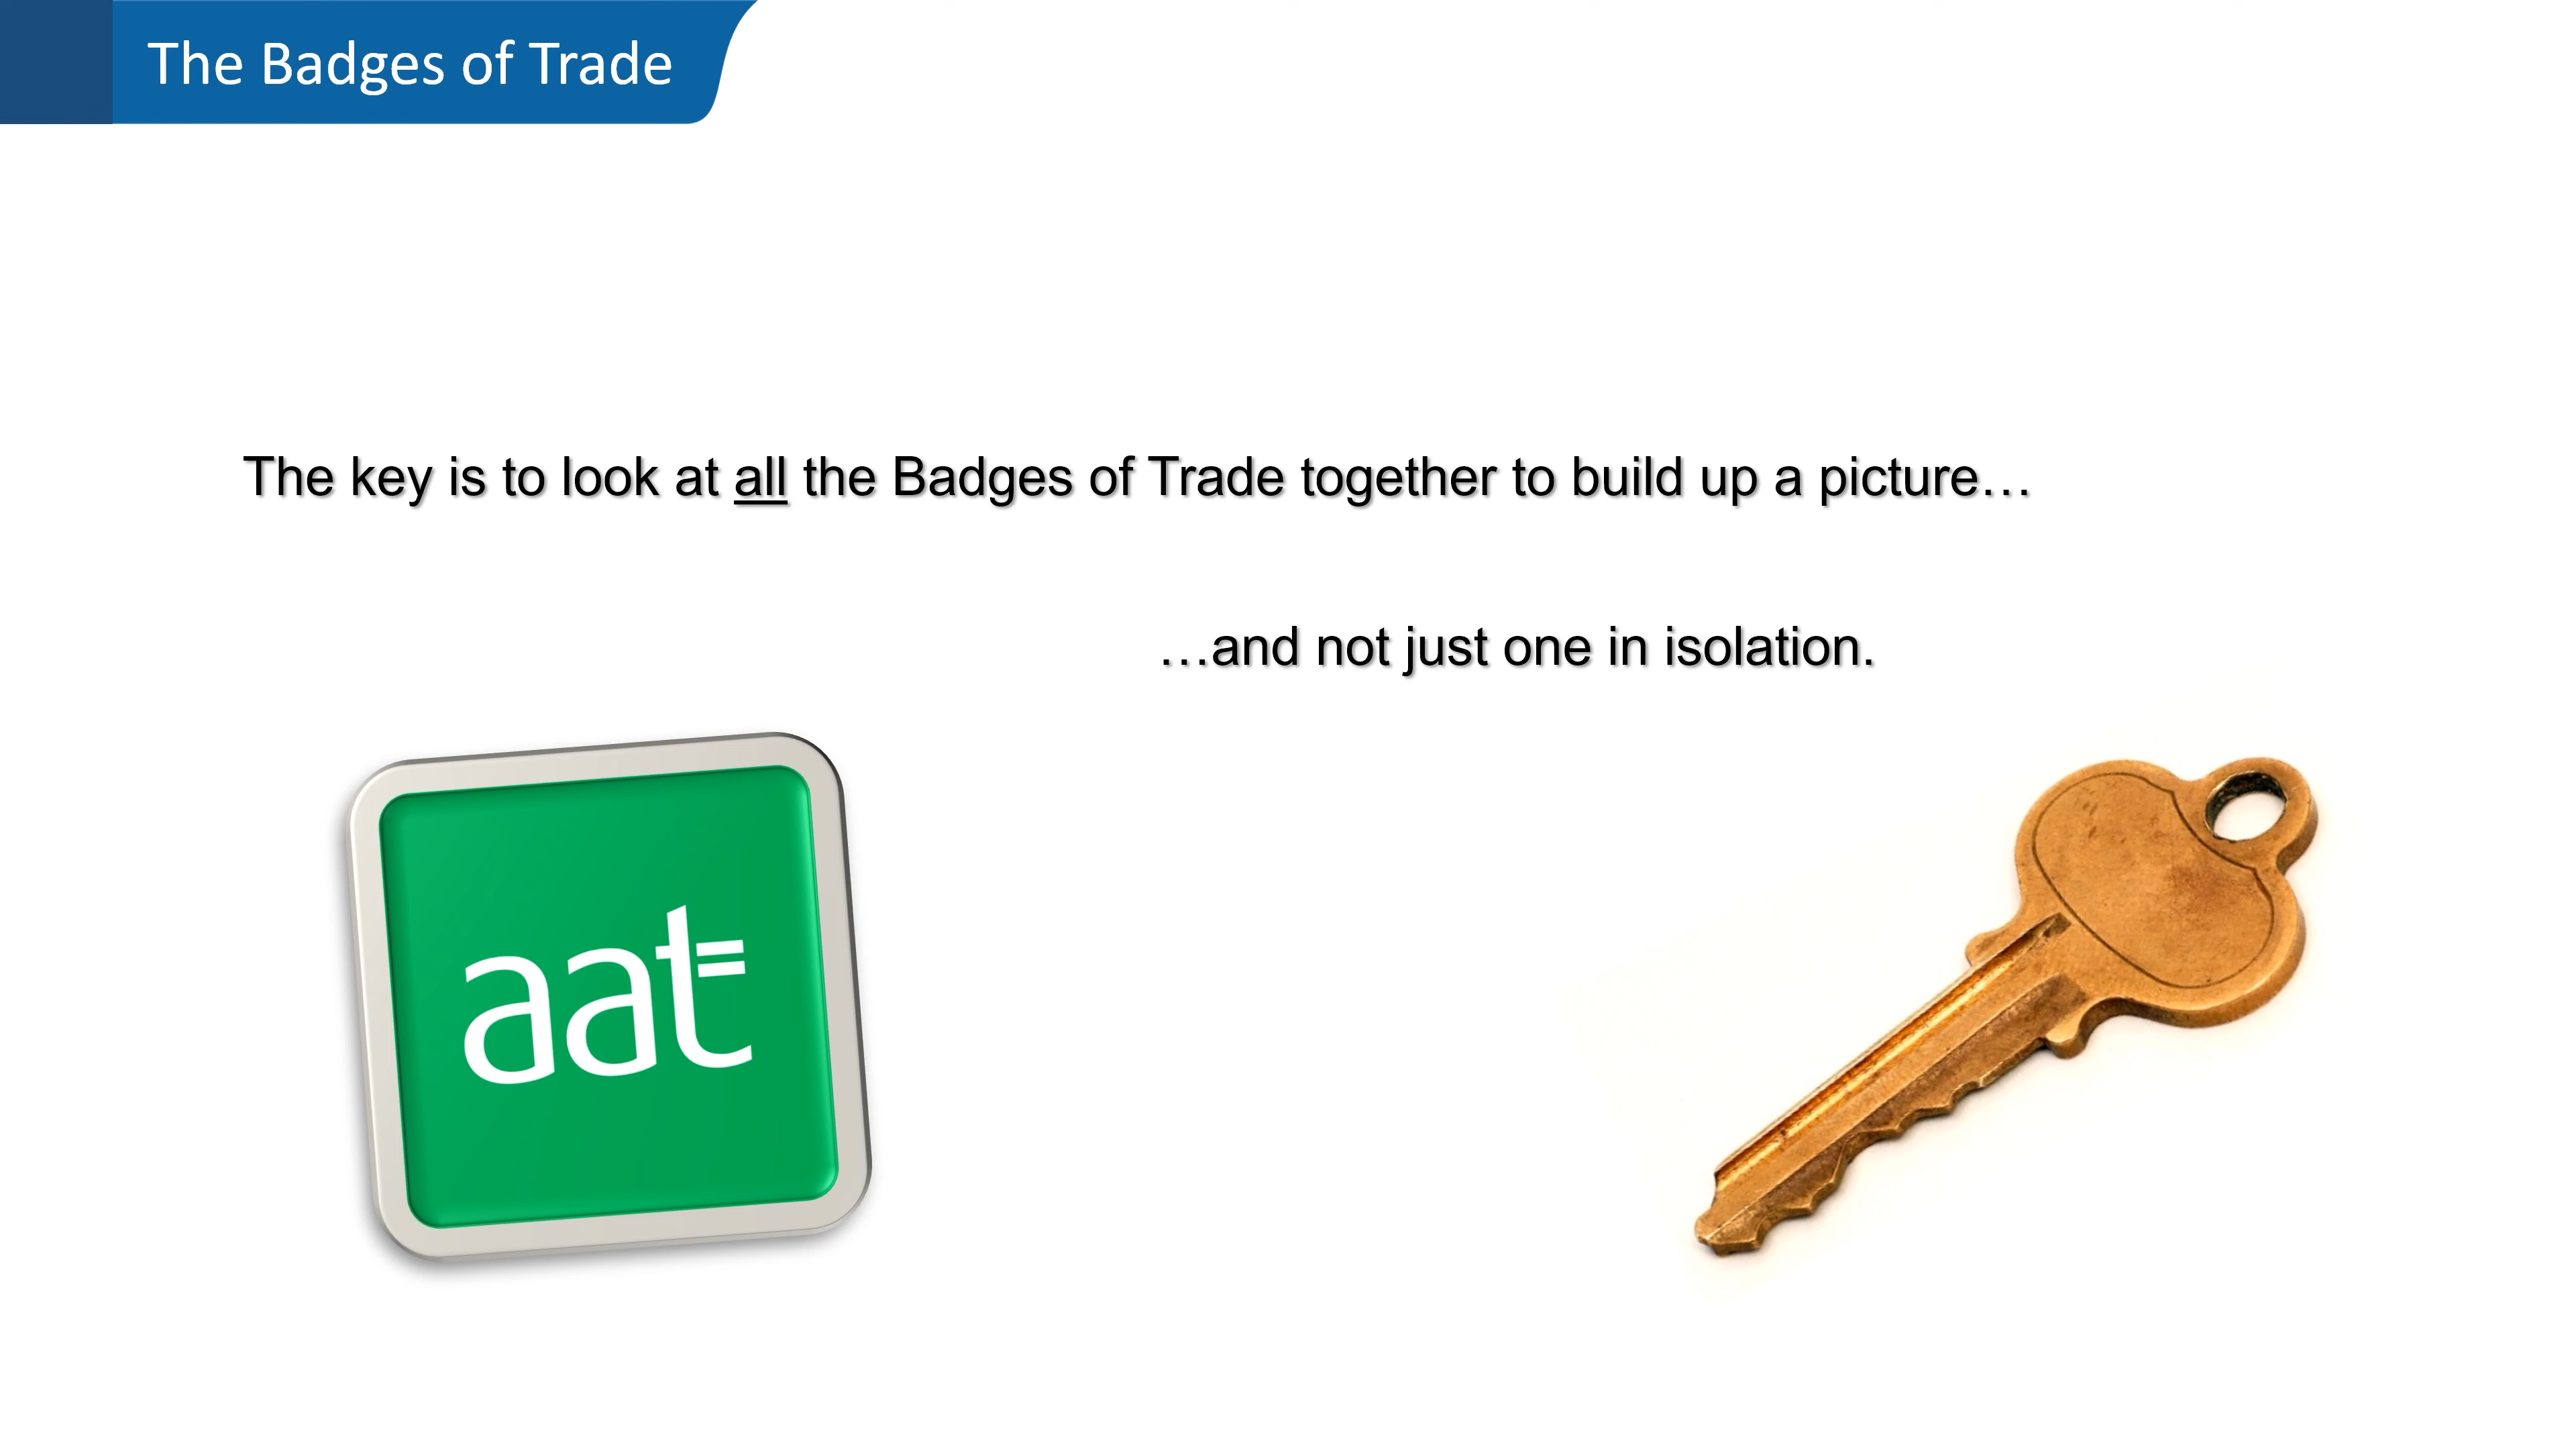 The Badges of Trade
The key is to look at all the Badges of Trade together to build up a picture…
…and not just one in isolation.
aat